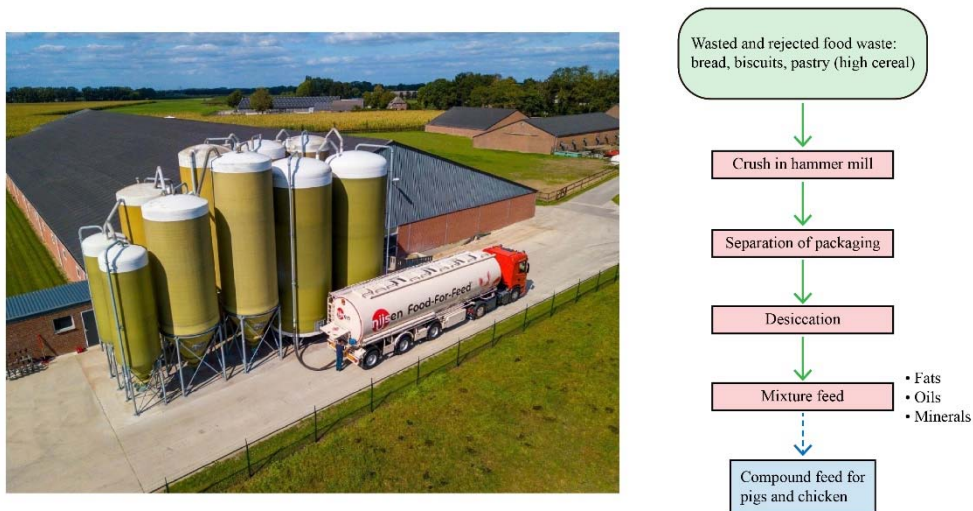 nijsen Food-For-Feed
nijsen
Wasted and rejected food waste:
bread, biscuits, pastry (high cereal)
Crush in hammer mill
Separation of packaging
Desiccation
Mixture feed
• Fats
• Oils
• Minerals
Compound feed for
pigs and chicken